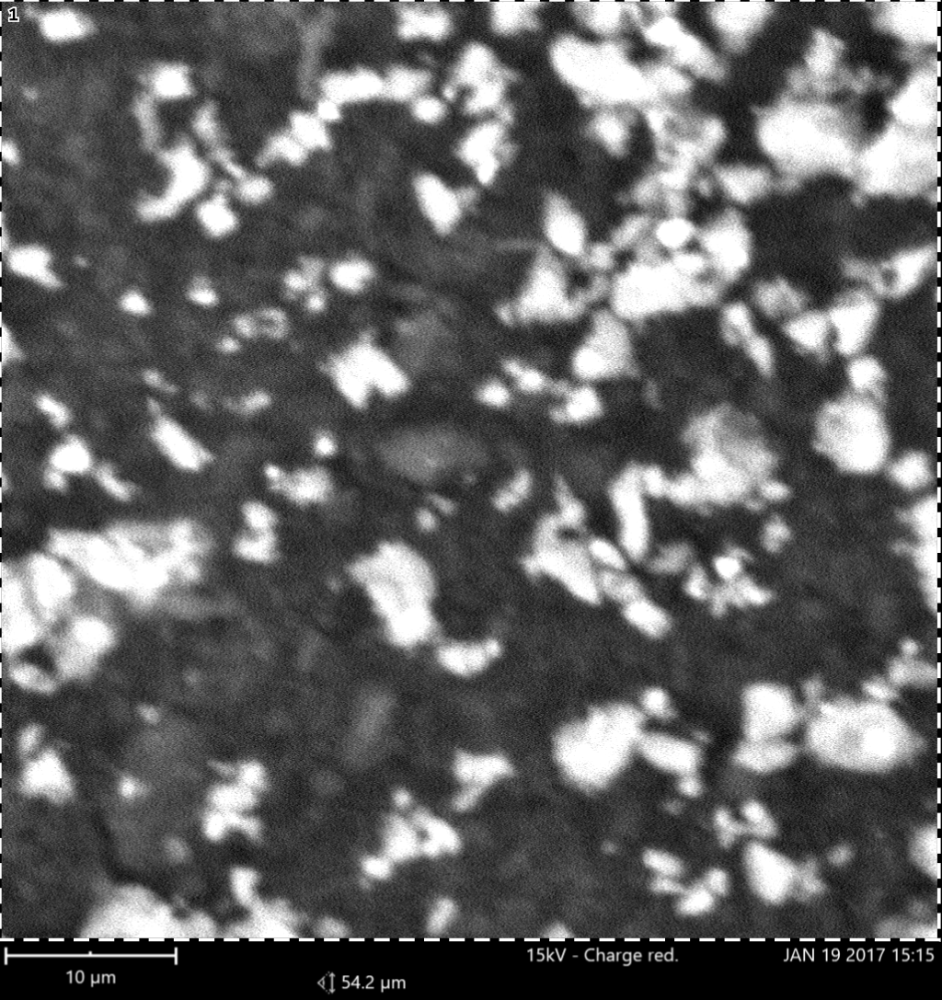 1
15kV - Charge red.
JAN 19 2017 15:15
10 µm
54.2 µm